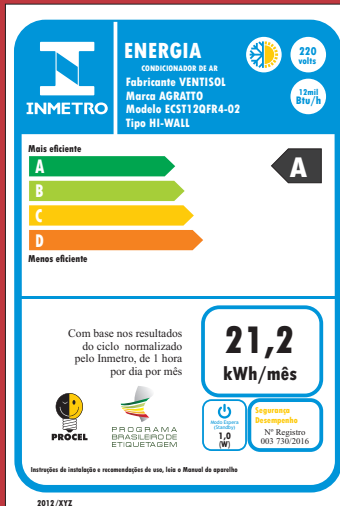 INMETRO
ENERGIA
CONDICIONADOR DE AR
Fabricante VENTISOL
Marca AGRATTO
Modelo ECST12QFR4-02
Tipo HI-WALL
220
volts
12mil
Btu/h
Mais eficiente
A
B
C
D
Menos eficiente
A
Com base nos resultados
do ciclo normalizado
pelo Inmetro, de 1 hora
por dia por mês
21,2
kWh/mês
PROCEL
PROGRAMA
BRASILEIRO DE
ETIQUETAGEM
Modo Espera
(Standby)
1,0
(W)
Segurança
Desempenho
Nº Registro
003 730/2016
Instruções de instalação e recomendações de uso, leia o Manual do aparelho
2012/XYZ